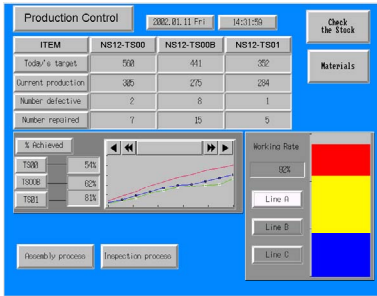 Production Control
2002.01.11 Fri
14:31:59
Check
the Stock
ITEM NS12-TS00 NS12-TS00B NS12-TS01
Today's target 560 441 352
Current production 305 275 284
Number defective 2 8 1
Number repaired 7 15 5
Materials
% Achieved
TS00 54%
TS00B 62%
TS01 81%
Working Rate
92%
Line A
Line B
Line C
Assembly process
Inspection process